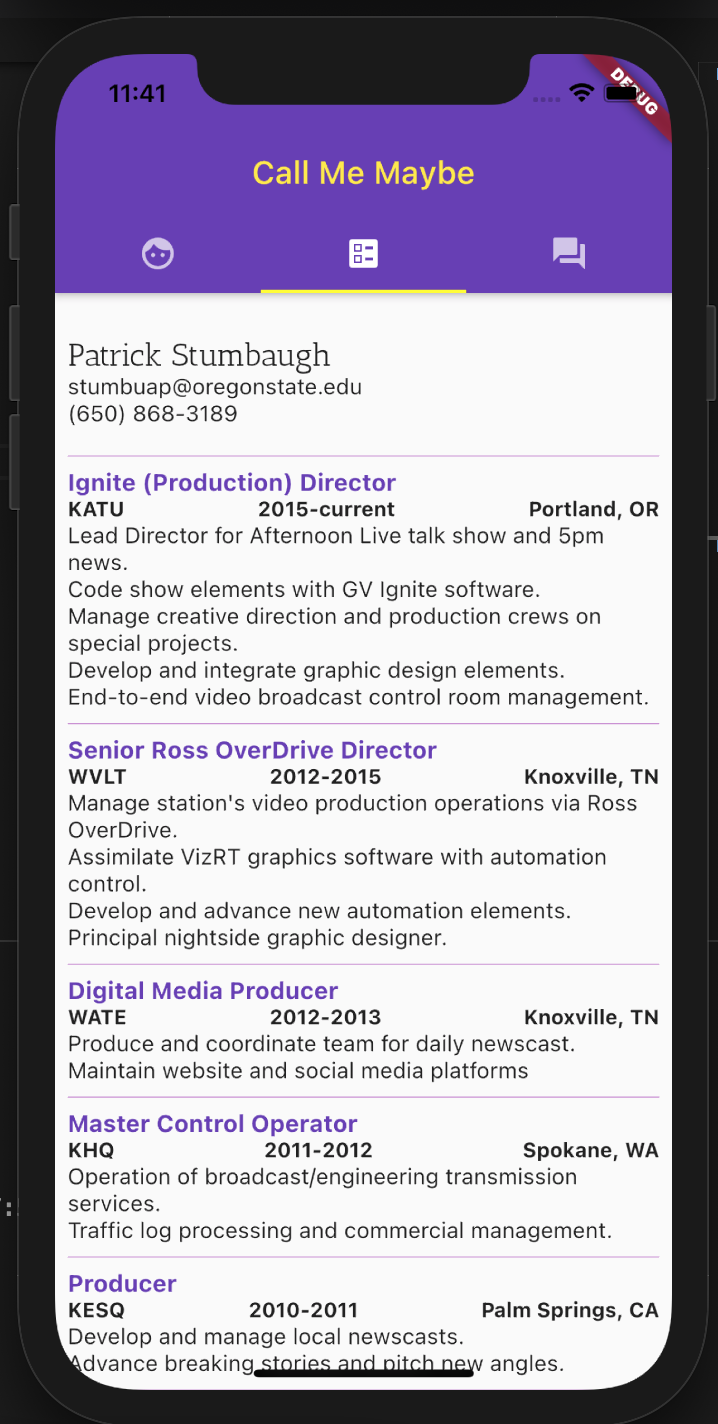 11:41
DEBUG
Call Me Maybe
Patrick Stumbaugh
stumbuap@oregonstate.edu
(650) 868-3189
Ignite (Production) Director
KATU 2015-current Portland, OR
Lead Director for Afternoon Live talk show and 5pm
news.
Code show elements with GV Ignite software.
Manage creative direction and production crews on
special projects.
Develop and integrate graphic design elements.
End-to-end video broadcast control room management.
Senior Ross OverDrive Director
WVLT 2012-2015 Knoxville, TN
Manage station's video production operations via Ross
OverDrive.
Assimilate VizRT graphics software with automation
control.
Develop and advance new automation elements.
Principal nightside graphic designer.
Digital Media Producer
WATE 2012-2013 Knoxville, TN
Produce and coordinate team for daily newscast.
Maintain website and social media platforms
Master Control Operator
KHQ 2011-2012 Spokane, WA
Operation of broadcast/engineering transmission
services.
Traffic log processing and commercial management.
Producer
KESQ 2010-2011 Palm Springs, CA
Develop and manage local newscasts.
Advance breaking stories and pitch new angles.